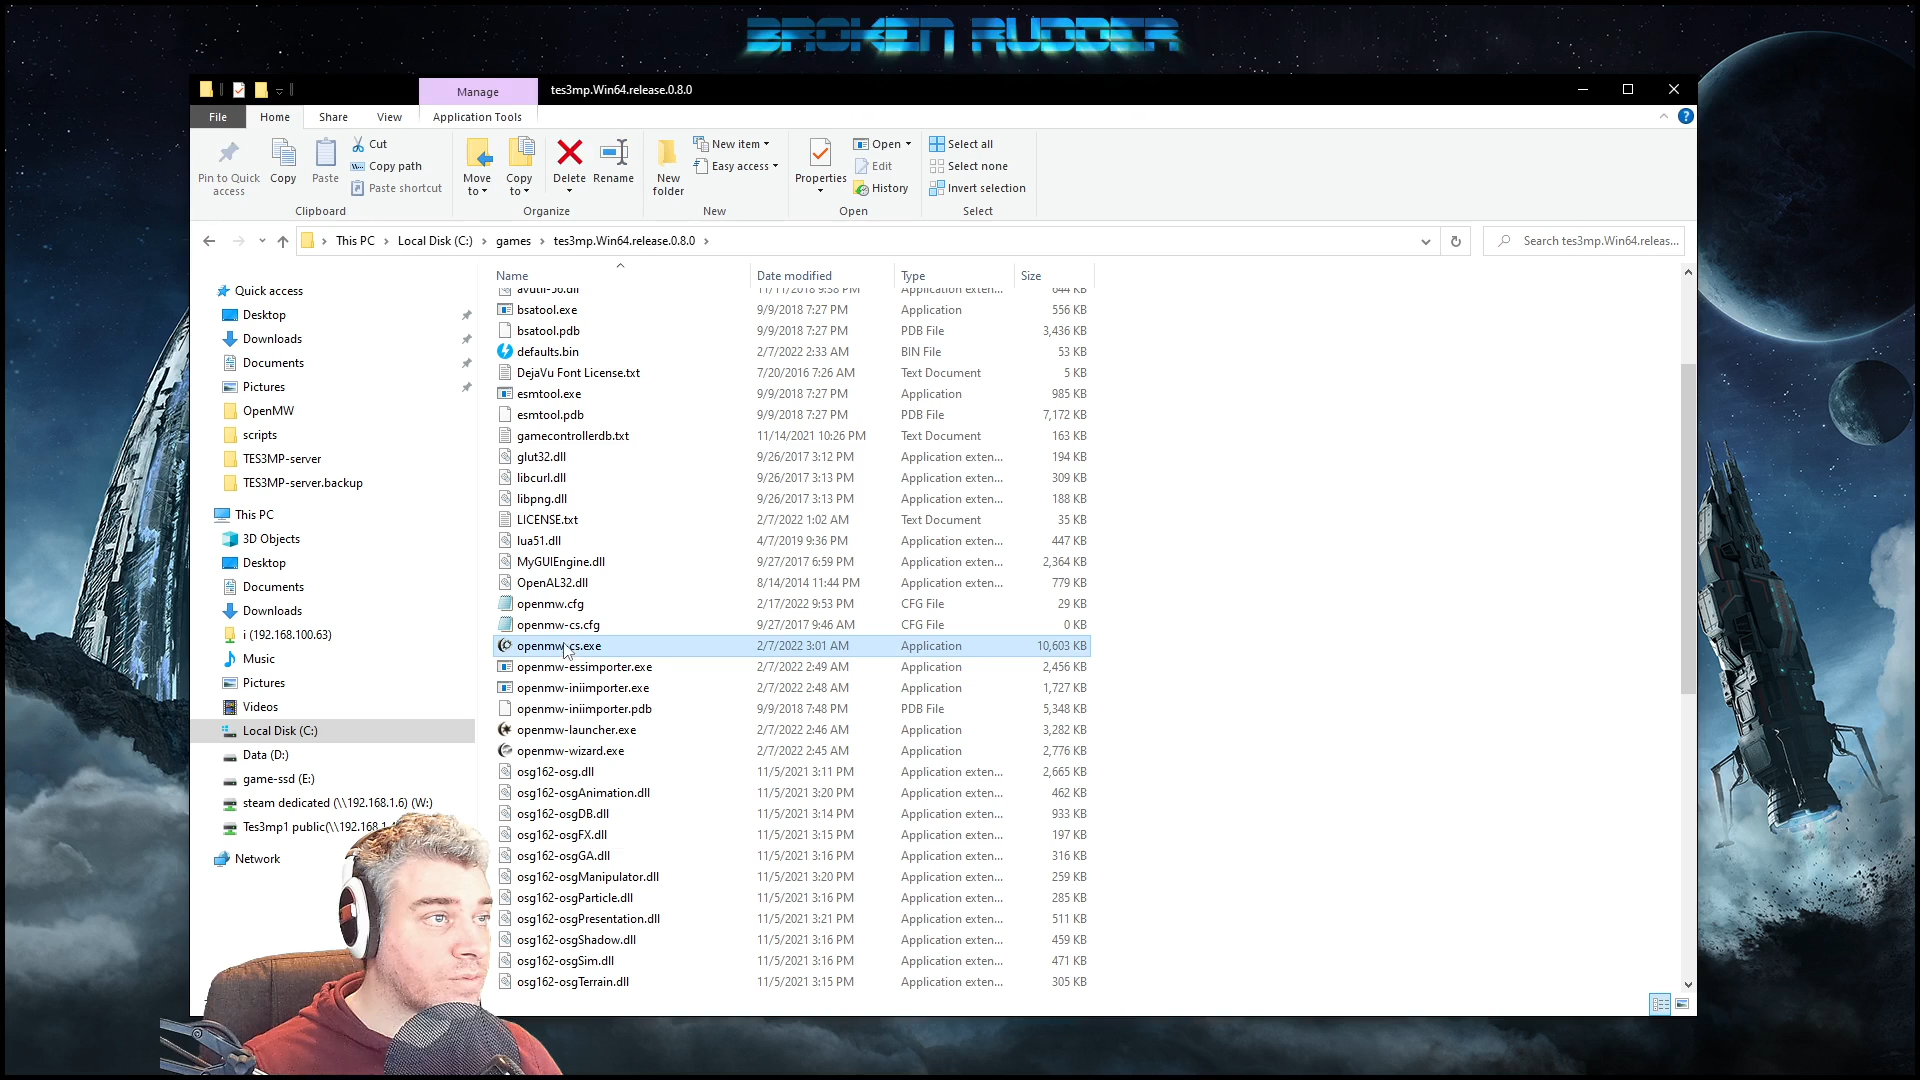 BROKEN RUDDER
Manage
tes3mp.Win64.release.0.8.0
File
Home
Share
View
Application Tools
Pin to Quick access
Copy
Paste
Cut
Copy path
Paste shortcut
Clipboard
Move to
Copy to
Delete
Rename
Organize
New folder
New item
Easy access
New
Properties
Open
Edit
History
Open
Select all
Select none
Invert selection
Select
This PC
Local Disk (C:)
games
tes3mp.Win64.release.0.8.0
Search tes3mp.Win64.releas...
Quick access
Desktop
Downloads
Documents
Pictures
OpenMW
scripts
TES3MP-server
TES3MP-server.backup
This PC
3D Objects
Desktop
Documents
Downloads
i (192.168.100.63)
Music
Pictures
Videos
Local Disk (C:)
Data (D:)
game-ssd (E:)
steam dedicated (\\192.168.1.6) (W:)
Tes3mp1 public(\\192.168.1
Network
Name Date modified Type Size
avutil-56.dll 11/11/2018 9:58 PM Application exten... 644 KB
bsatool.exe 9/9/2018 7:27 PM Application 556 KB
bsatool.pdb 9/9/2018 7:27 PM PDB File 3,436 KB
defaults.bin 2/7/2022 2:33 AM BIN File 53 KB
DejaVu Font License.txt 7/20/2016 7:26 AM Text Document 5 KB
esmtool.exe 9/9/2018 7:27 PM Application 985 KB
esmtool.pdb 9/9/2018 7:27 PM PDB File 7,172 KB
gamecontrollerdb.txt 11/14/2021 10:26 PM Text Document 163 KB
glut32.dll 9/26/2017 3:12 PM Application exten... 194 KB
libcurl.dll 9/26/2017 3:13 PM Application exten... 309 KB
libpng.dll 9/26/2017 3:13 PM Application exten... 188 KB
LICENSE.txt 2/7/2022 1:02 AM Text Document 35 KB
lua51.dll 4/7/2019 9:36 PM Application exten... 447 KB
MyGUIEngine.dll 9/27/2017 6:59 PM Application exten... 2,364 KB
OpenAL32.dll 8/14/2014 11:44 PM Application exten... 779 KB
openmw.cfg 2/17/2022 9:53 PM CFG File 29 KB
openmw-cs.cfg 9/27/2017 9:46 AM CFG File 0 KB
openmw-cs.exe 2/7/2022 3:01 AM Application 10,603 KB
openmw-essimporter.exe 2/7/2022 2:49 AM Application 2,456 KB
openmw-iniimporter.exe 2/7/2022 2:48 AM Application 1,727 KB
openmw-iniimporter.pdb 9/9/2018 7:48 PM PDB File 5,348 KB
openmw-launcher.exe 2/7/2022 2:46 AM Application 3,282 KB
openmw-wizard.exe 2/7/2022 2:45 AM Application 2,776 KB
osg162-osg.dll 11/5/2021 3:11 PM Application exten... 2,665 KB
osg162-osgAnimation.dll 11/5/2021 3:20 PM Application exten... 462 KB
osg162-osgDB.dll 11/5/2021 3:14 PM Application exten... 933 KB
osg162-osgFX.dll 11/5/2021 3:15 PM Application exten... 197 KB
osg162-osgGA.dll 11/5/2021 3:16 PM Application exten... 316 KB
osg162-osgManipulator.dll 11/5/2021 3:20 PM Application exten... 259 KB
osg162-osgParticle.dll 11/5/2021 3:16 PM Application exten... 285 KB
osg162-osgPresentation.dll 11/5/2021 3:21 PM Application exten... 511 KB
osg162-osgShadow.dll 11/5/2021 3:16 PM Application exten... 459 KB
osg162-osgSim.dll 11/5/2021 3:16 PM Application exten... 471 KB
osg162-osgTerrain.dll 11/5/2021 3:15 PM Application exten... 305 KB